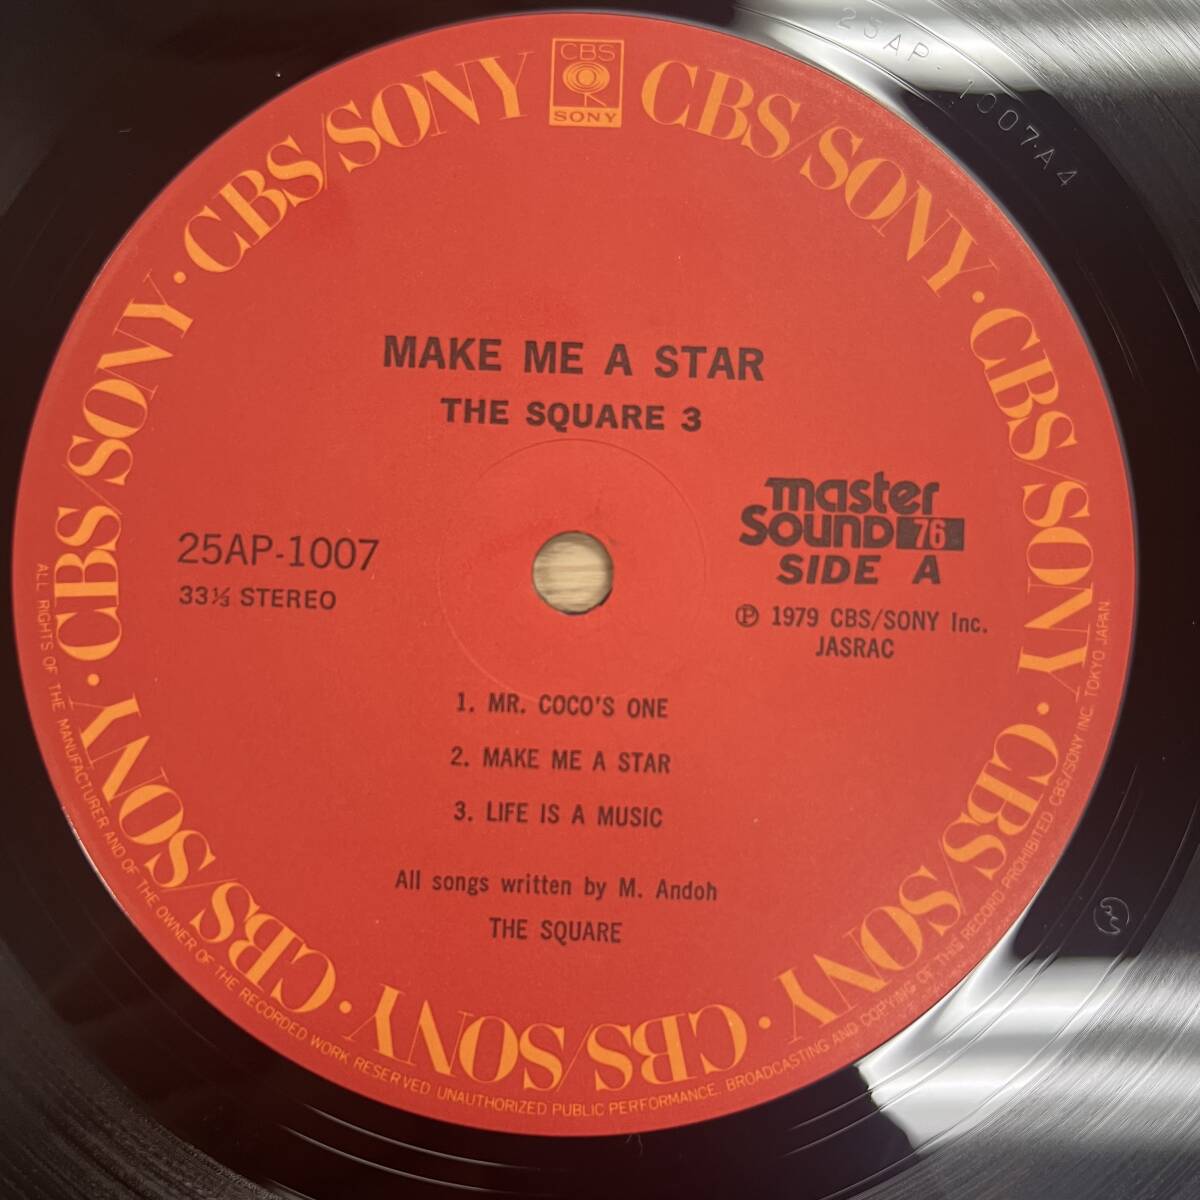 CBS
SONY
CBS/SONY · CBS/SONY · CBS/SONY · CBS/SONY · CBS/SONY · CBS/SONY · CBS/SONY · CBS/SONY
25AP-1007A4
MAKE ME A STAR
THE SQUARE 3
master
Sound 76
25AP-1007
SIDE A
33⅓ STEREO
Ⓟ 1979 CBS/SONY Inc.
JASRAC
1. MR. COCO'S ONE
2. MAKE ME A STAR
3. LIFE IS A MUSIC
All songs written by M. Andoh
THE SQUARE
ALL RIGHTS OF THE MANUFACTURER AND OF THE OWNER OF THE RECORDED WORK RESERVED UNAUTHORIZED PUBLIC PERFORMANCE. BROADCASTING AND COPYING OF THIS RECORD PROHIBITED CBS/SONY INC. TOKYO JAPAN